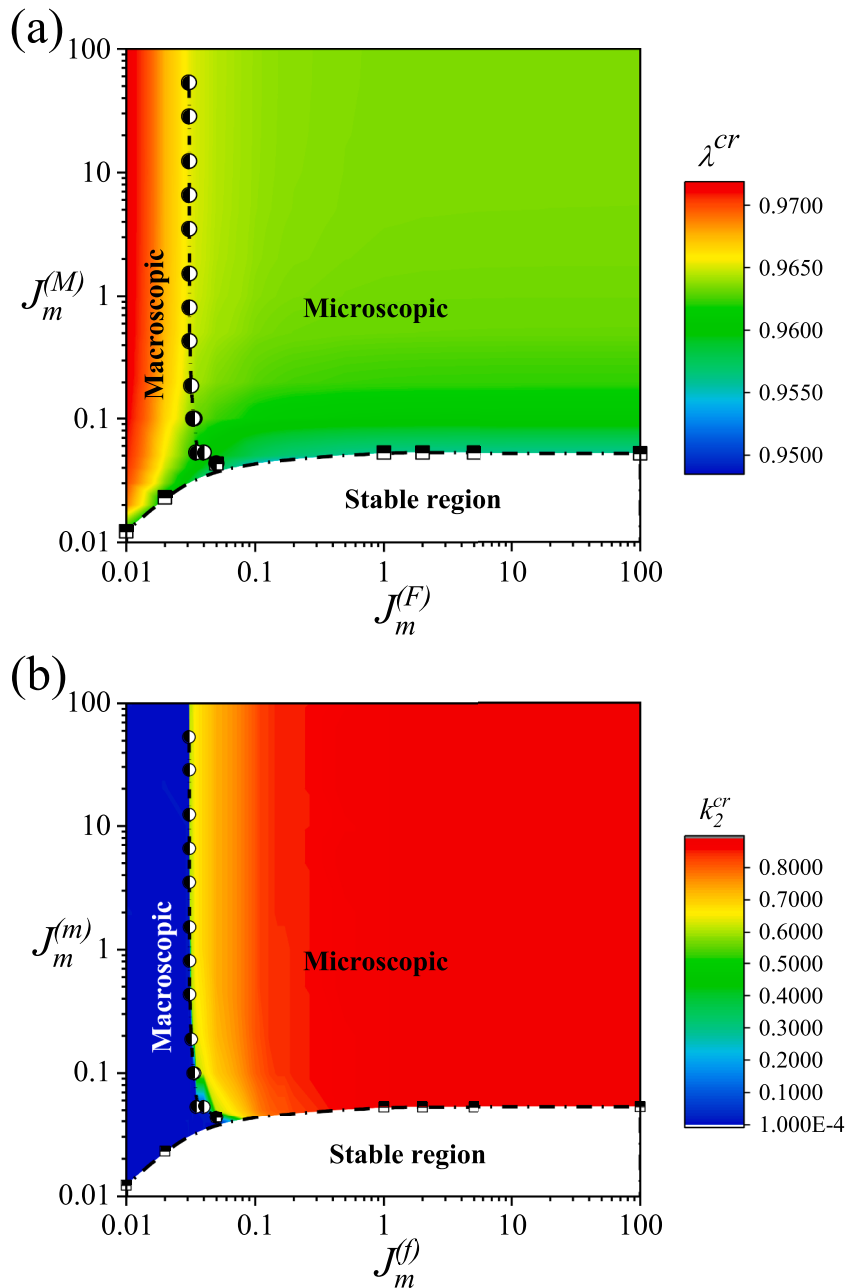 (a)
100
10
1
0.1
0.01
J_m^(M)
Macroscopic
Microscopic
Stable region
0.01
0.1
1
10
100
J_m^(F)
λ^cr
0.9700
0.9650
0.9600
0.9550
0.9500
(b)
100
10
1
0.1
0.01
J_m^(m)
Macroscopic
Microscopic
Stable region
0.01
0.1
1
10
100
J_m^(f)
k_2^cr
0.8000
0.7000
0.6000
0.5000
0.4000
0.3000
0.2000
0.1000
1.000E-4